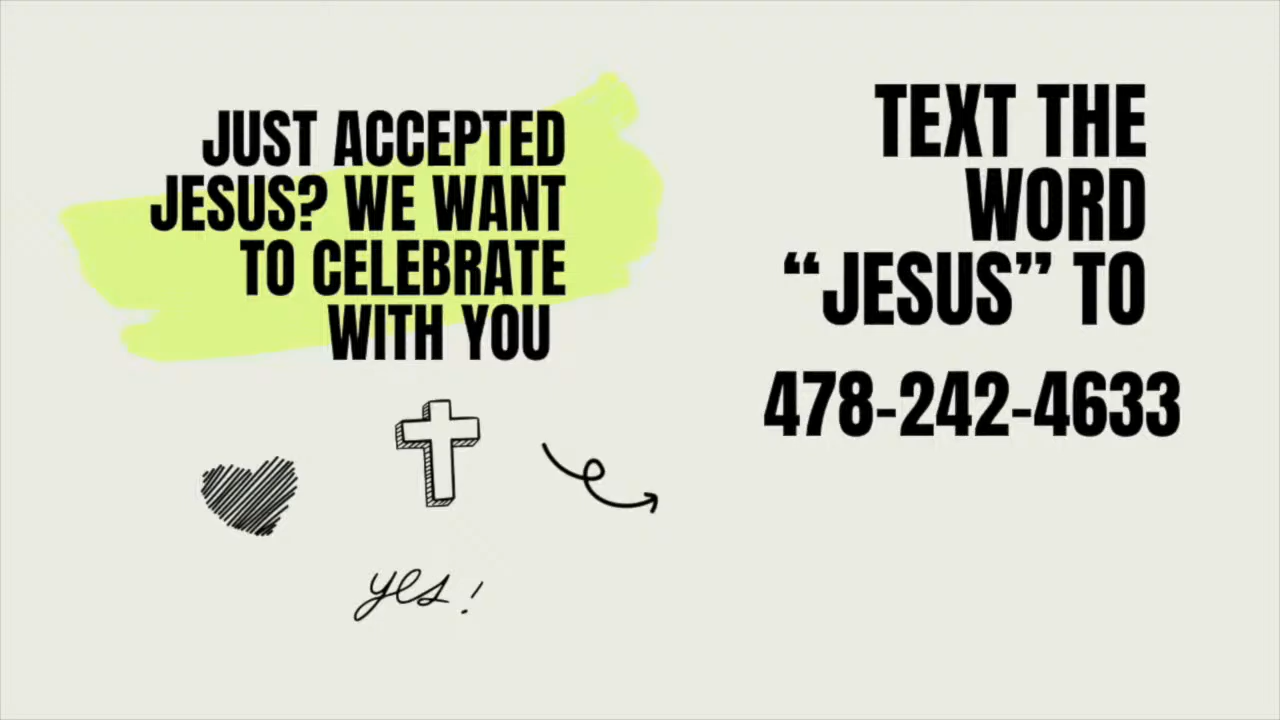 JUST ACCEPTED
JESUS? WE WANT
TO CELEBRATE
WITH YOU
yes!
TEXT THE
WORD
“JESUS” TO
478-242-4633